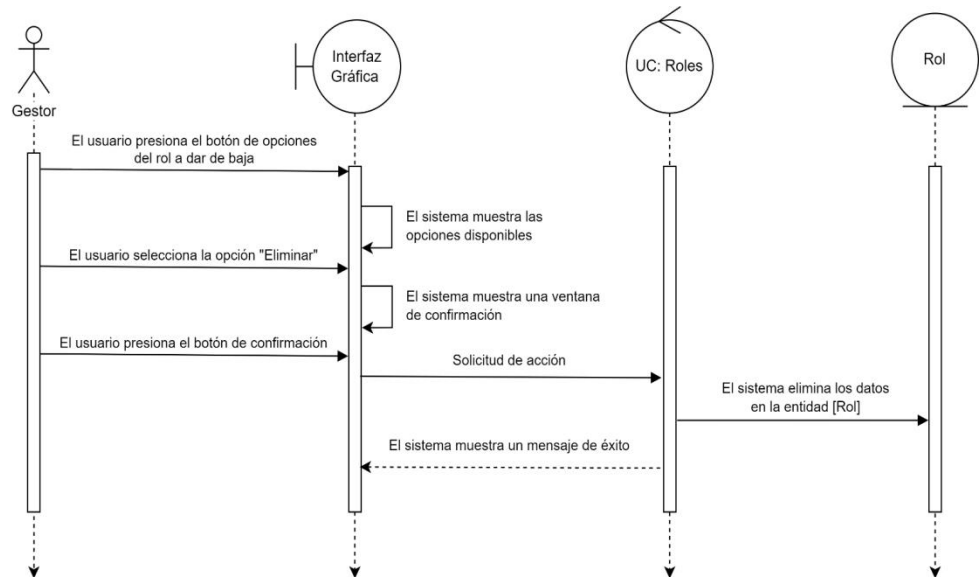 Gestor
Interfaz
Gráfica
UC: Roles
Rol
El usuario presiona el botón de opciones
del rol a dar de baja
El sistema muestra las
opciones disponibles
El usuario selecciona la opción "Eliminar"
El sistema muestra una ventana
de confirmación
El usuario presiona el botón de confirmación
Solicitud de acción
El sistema elimina los datos
en la entidad [Rol]
El sistema muestra un mensaje de éxito